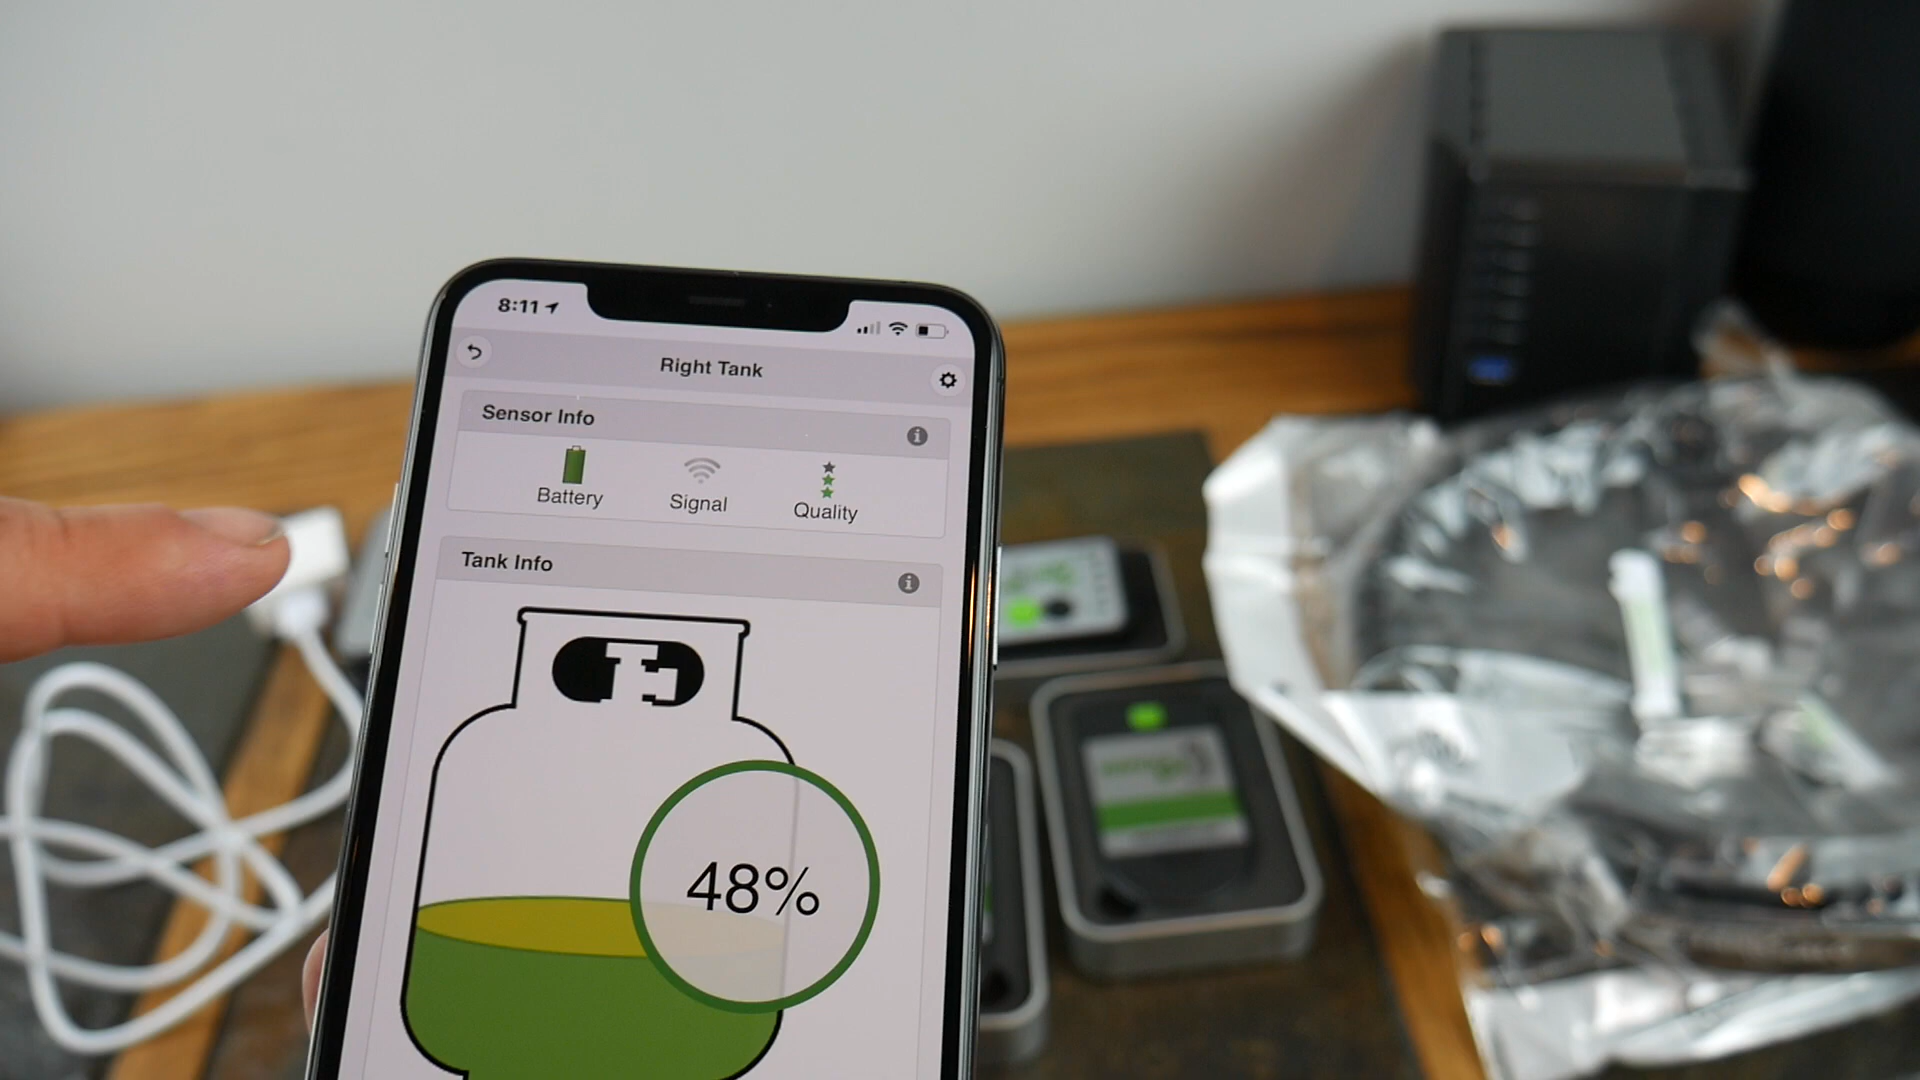 8:11
Right Tank
Sensor Info
Battery
Signal
Quality
Tank Info
48%